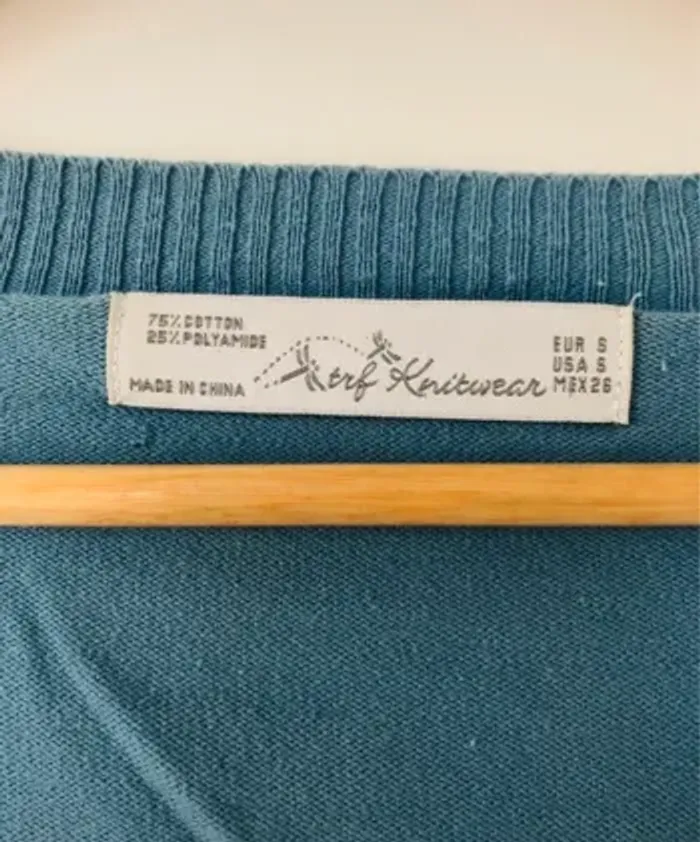 75% COTTON
25% POLYAMIDE
MADE IN CHINA
trf Knitwear
EUR S
USA S
MEX 26